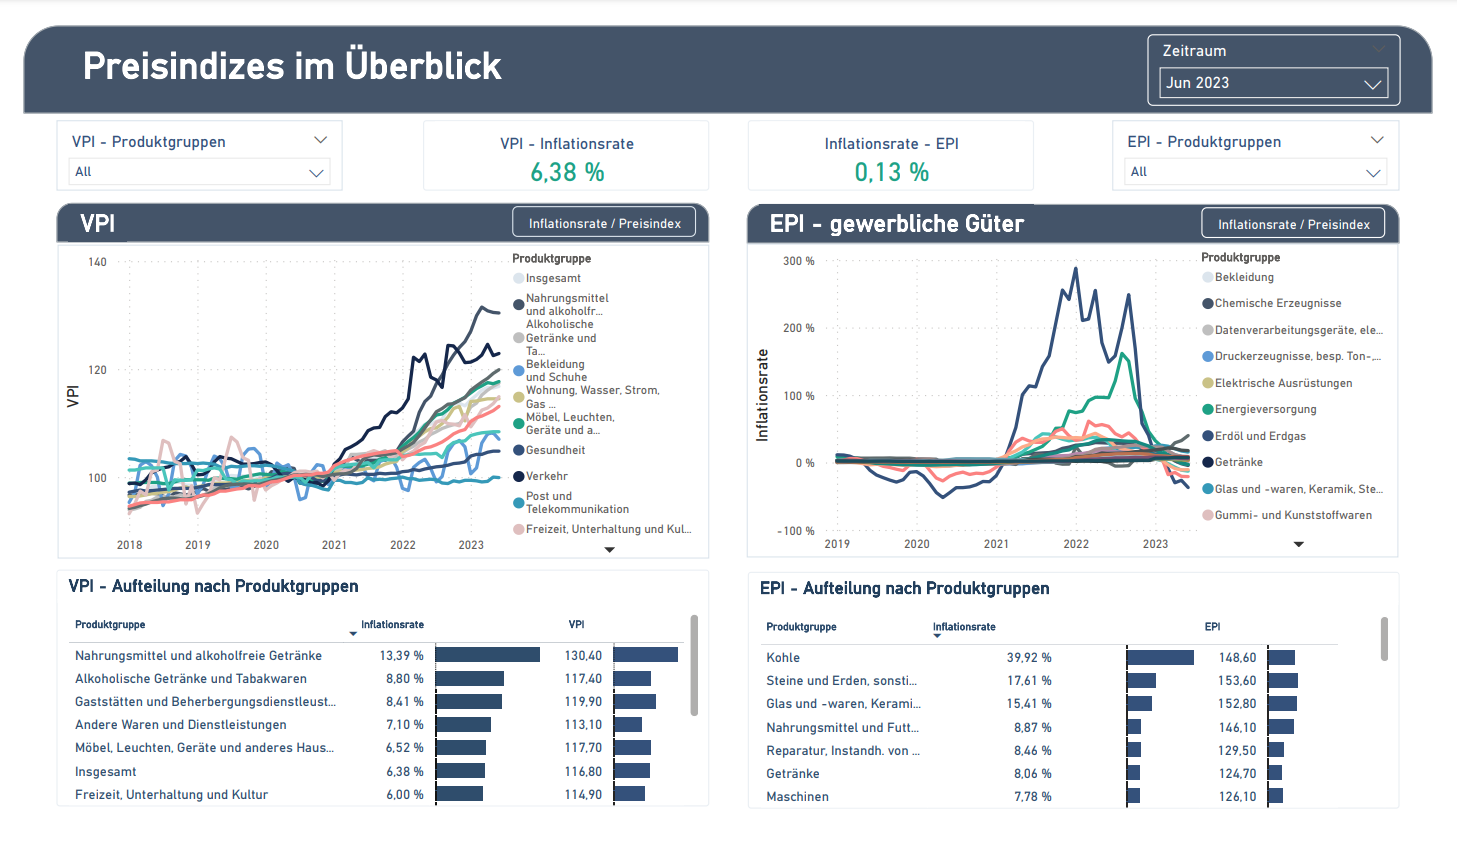 Preisindizes im Überblick
Zeitraum
Jun 2023
VPI - Produktgruppen
All
VPI - Inflationsrate
6,38 %
Inflationsrate - EPI
0,13 %
EPI - Produktgruppen
All
VPI
Inflationsrate / Preisindex
140
120
100
VPI
2018 2019 2020 2021 2022 2023
Produktgruppe
Insgesamt
Nahrungsmittel
und alkoholfr...
Alkoholische
Getränke und
Ta...
Bekleidung
und Schuhe
Wohnung, Wasser, Strom,
Gas ...
Möbel, Leuchten,
Geräte und a...
Gesundheit
Verkehr
Post und
Telekommunikation
Freizeit, Unterhaltung und Kul...
EPI - gewerbliche Güter
Inflationsrate / Preisindex
300 %
200 %
100 %
0 %
-100 %
Inflationsrate
2019 2020 2021 2022 2023
Produktgruppe
Bekleidung
Chemische Erzeugnisse
Datenverarbeitungsgeräte, ele...
Druckerzeugnisse, besp. Ton-,...
Elektrische Ausrüstungen
Energieversorgung
Erdöl und Erdgas
Getränke
Glas und -waren, Keramik, Ste...
Gummi- und Kunststoffwaren
VPI - Aufteilung nach Produktgruppen
Produktgruppe Inflationsrate VPI
Nahrungsmittel und alkoholfreie Getränke 13,39 % 130,40
Alkoholische Getränke und Tabakwaren 8,80 % 117,40
Gaststätten und Beherbergungsdienstleust... 8,41 % 119,90
Andere Waren und Dienstleistungen 7,10 % 113,10
Möbel, Leuchten, Geräte und anderes Haus... 6,52 % 117,70
Insgesamt 6,38 % 116,80
Freizeit, Unterhaltung und Kultur 6,00 % 114,90
EPI - Aufteilung nach Produktgruppen
Produktgruppe Inflationsrate EPI
Kohle 39,92 % 148,60
Steine und Erden, sonsti... 17,61 % 153,60
Glas und -waren, Kerami... 15,41 % 152,80
Nahrungsmittel und Futt... 8,87 % 146,10
Reparatur, Instandh. von ... 8,46 % 129,50
Getränke 8,06 % 124,70
Maschinen 7,78 % 126,10